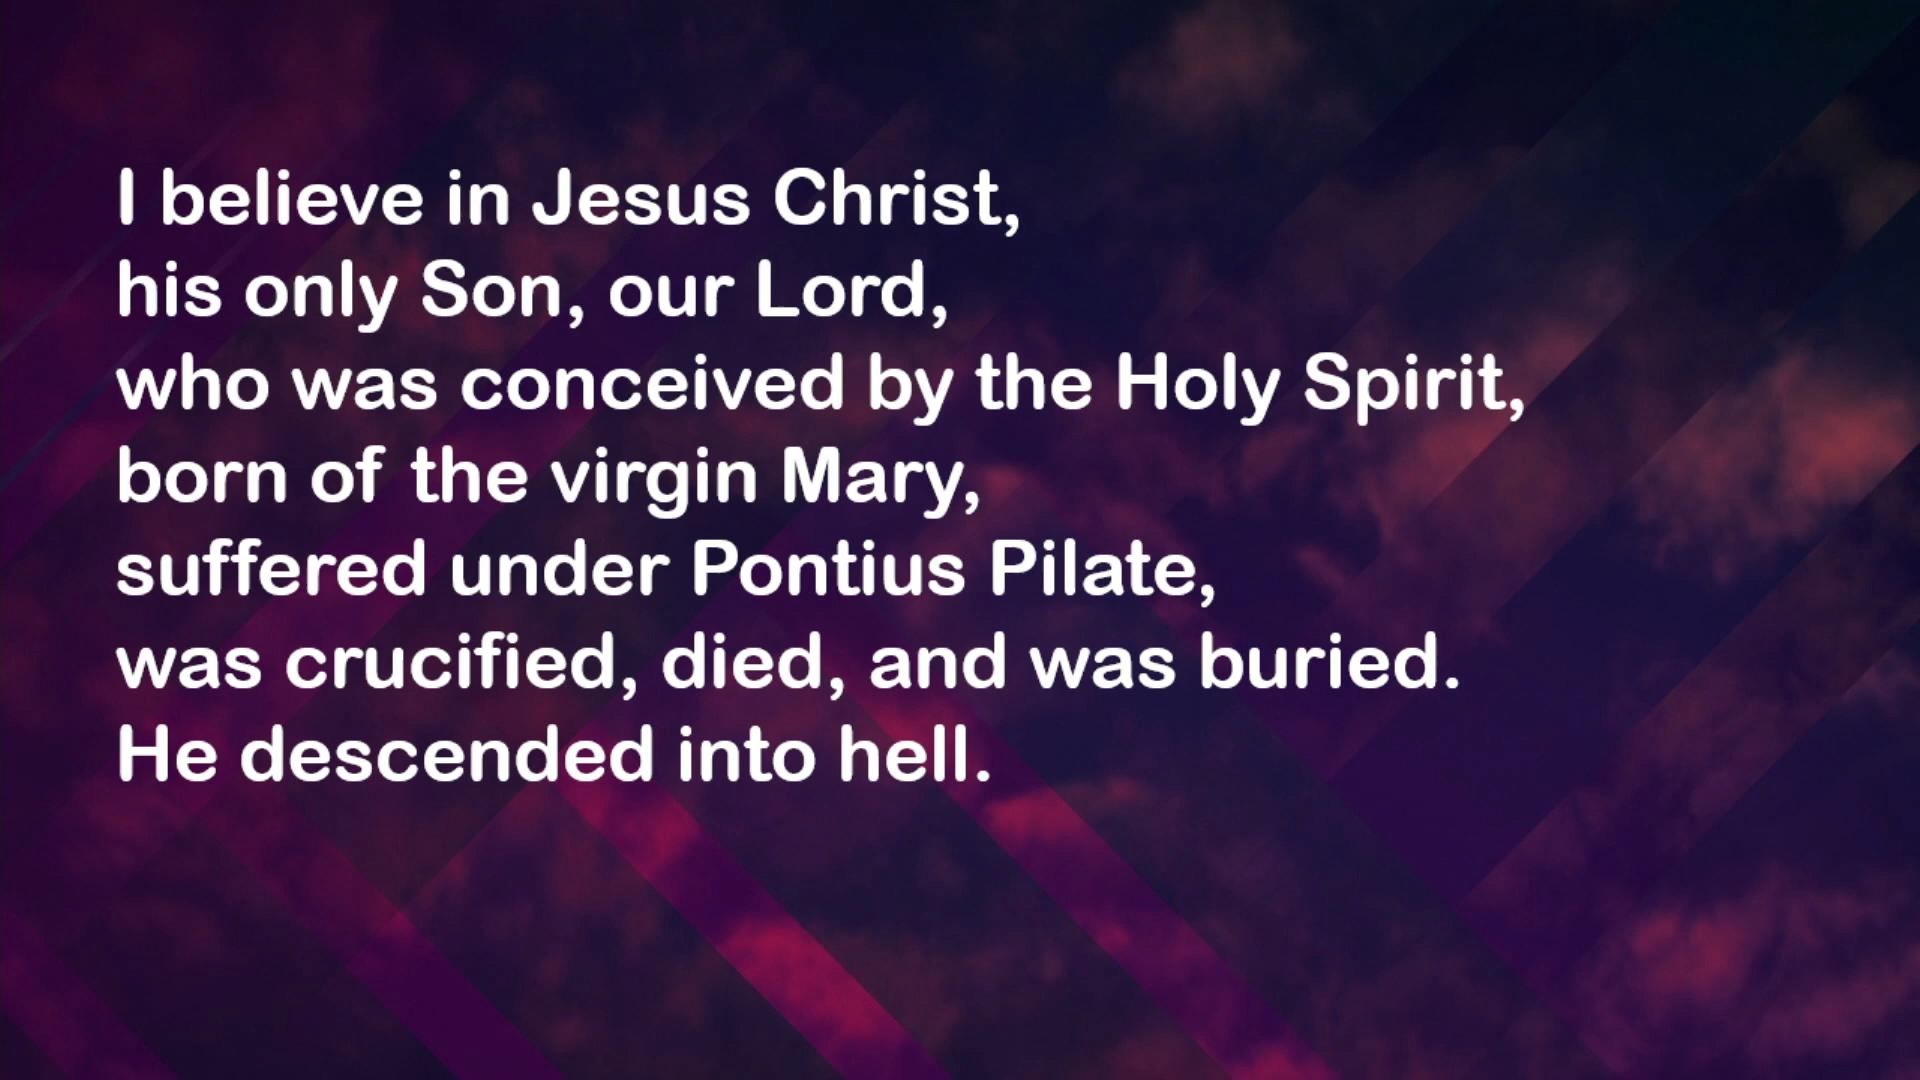 I believe in Jesus Christ,
his only Son, our Lord,
who was conceived by the Holy Spirit,
born of the virgin Mary,
suffered under Pontius Pilate,
was crucified, died, and was buried.
He descended into hell.